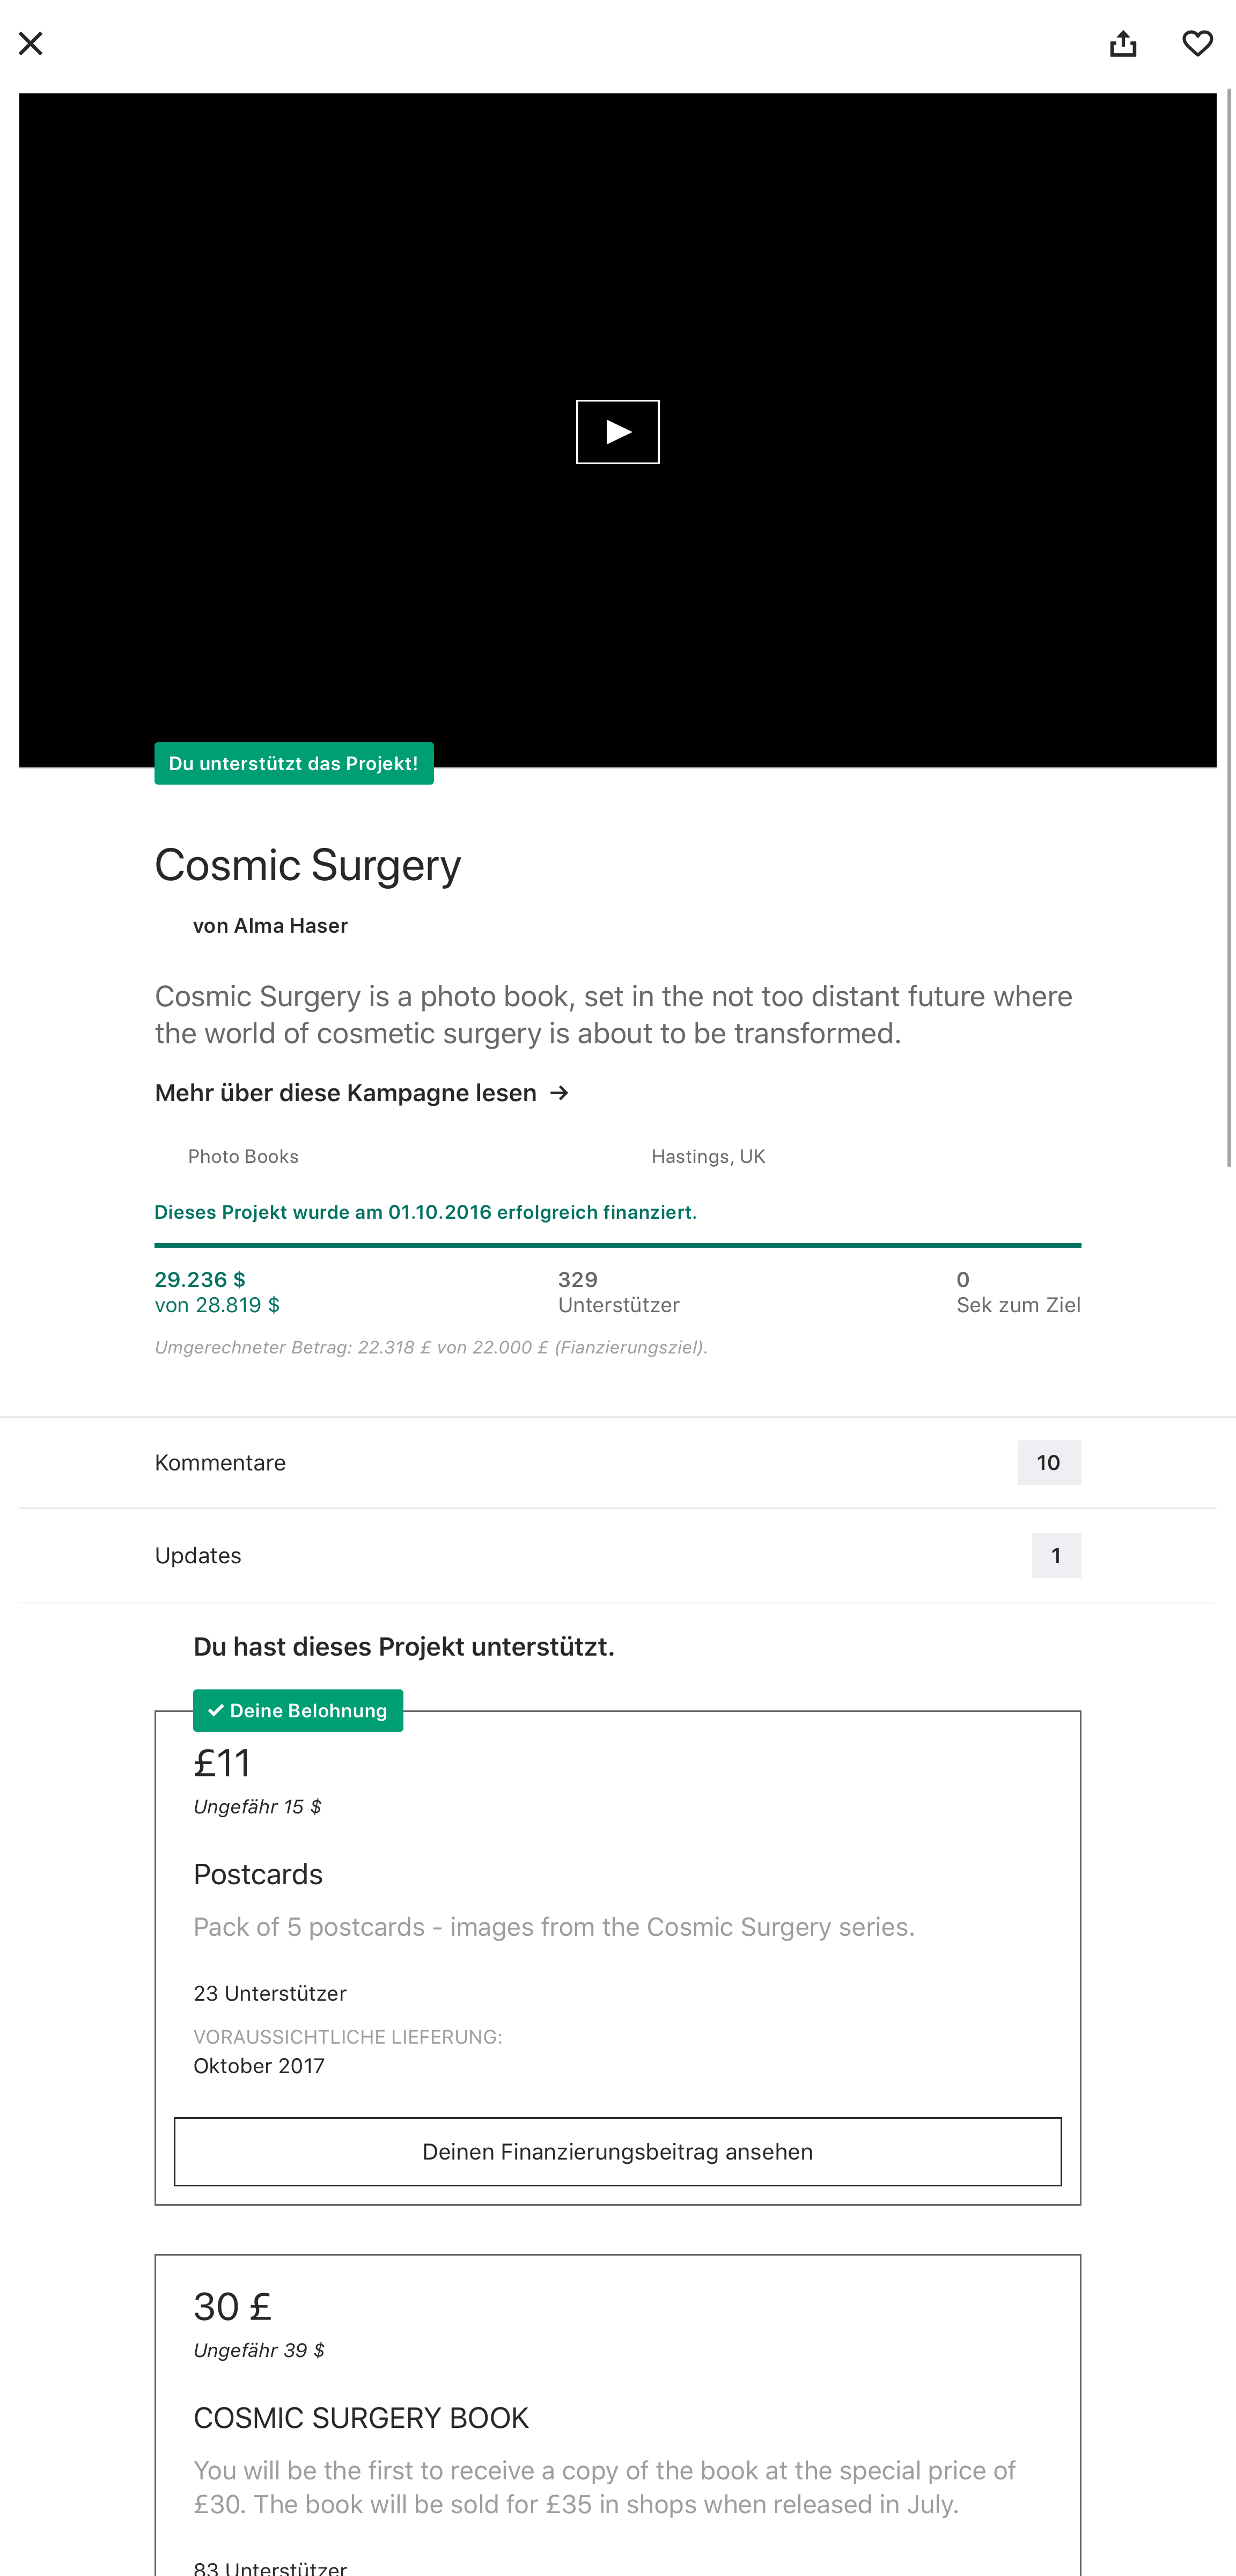 Du unterstützt das Projekt!
Cosmic Surgery
von Alma Haser
Cosmic Surgery is a photo book, set in the not too distant future where
the world of cosmetic surgery is about to be transformed.
Mehr über diese Kampagne lesen →
Photo Books
Hastings, UK
Dieses Projekt wurde am 01.10.2016 erfolgreich finanziert.
29.236 $
von 28.819 $
329
Unterstützer
0
Sek zum Ziel
Umgerechneter Betrag: 22.318 £ von 22.000 £ (Fianzierungsziel).
Kommentare
10
Updates
1
Du hast dieses Projekt unterstützt.
✓ Deine Belohnung
£11
Ungefähr 15 $
Postcards
Pack of 5 postcards - images from the Cosmic Surgery series.
23 Unterstützer
VORAUSSICHTLICHE LIEFERUNG:
Oktober 2017
Deinen Finanzierungsbeitrag ansehen
30 £
Ungefähr 39 $
COSMIC SURGERY BOOK
You will be the first to receive a copy of the book at the special price of
£30. The book will be sold for £35 in shops when released in July.
83 Unterstützer